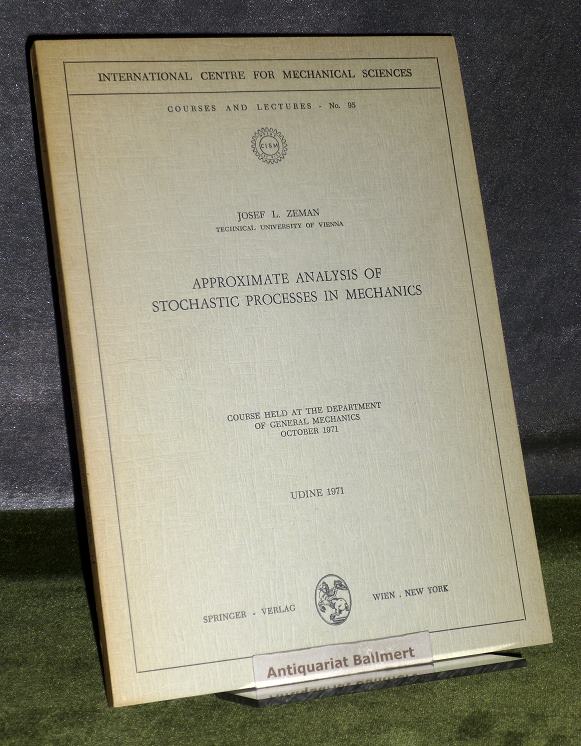 INTERNATIONAL CENTRE FOR MECHANICAL SCIENCES
COURSES AND LECTURES - No. 95
CISM
JOSEF L. ZEMAN
TECHNICAL UNIVERSITY OF VIENNA
APPROXIMATE ANALYSIS OF
STOCHASTIC PROCESSES IN MECHANICS
COURSE HELD AT THE DEPARTMENT
OF GENERAL MECHANICS
OCTOBER 1971
UDINE 1971
SPRINGER - VERLAG
WIEN . NEW YORK
Antiquariat Ballmert